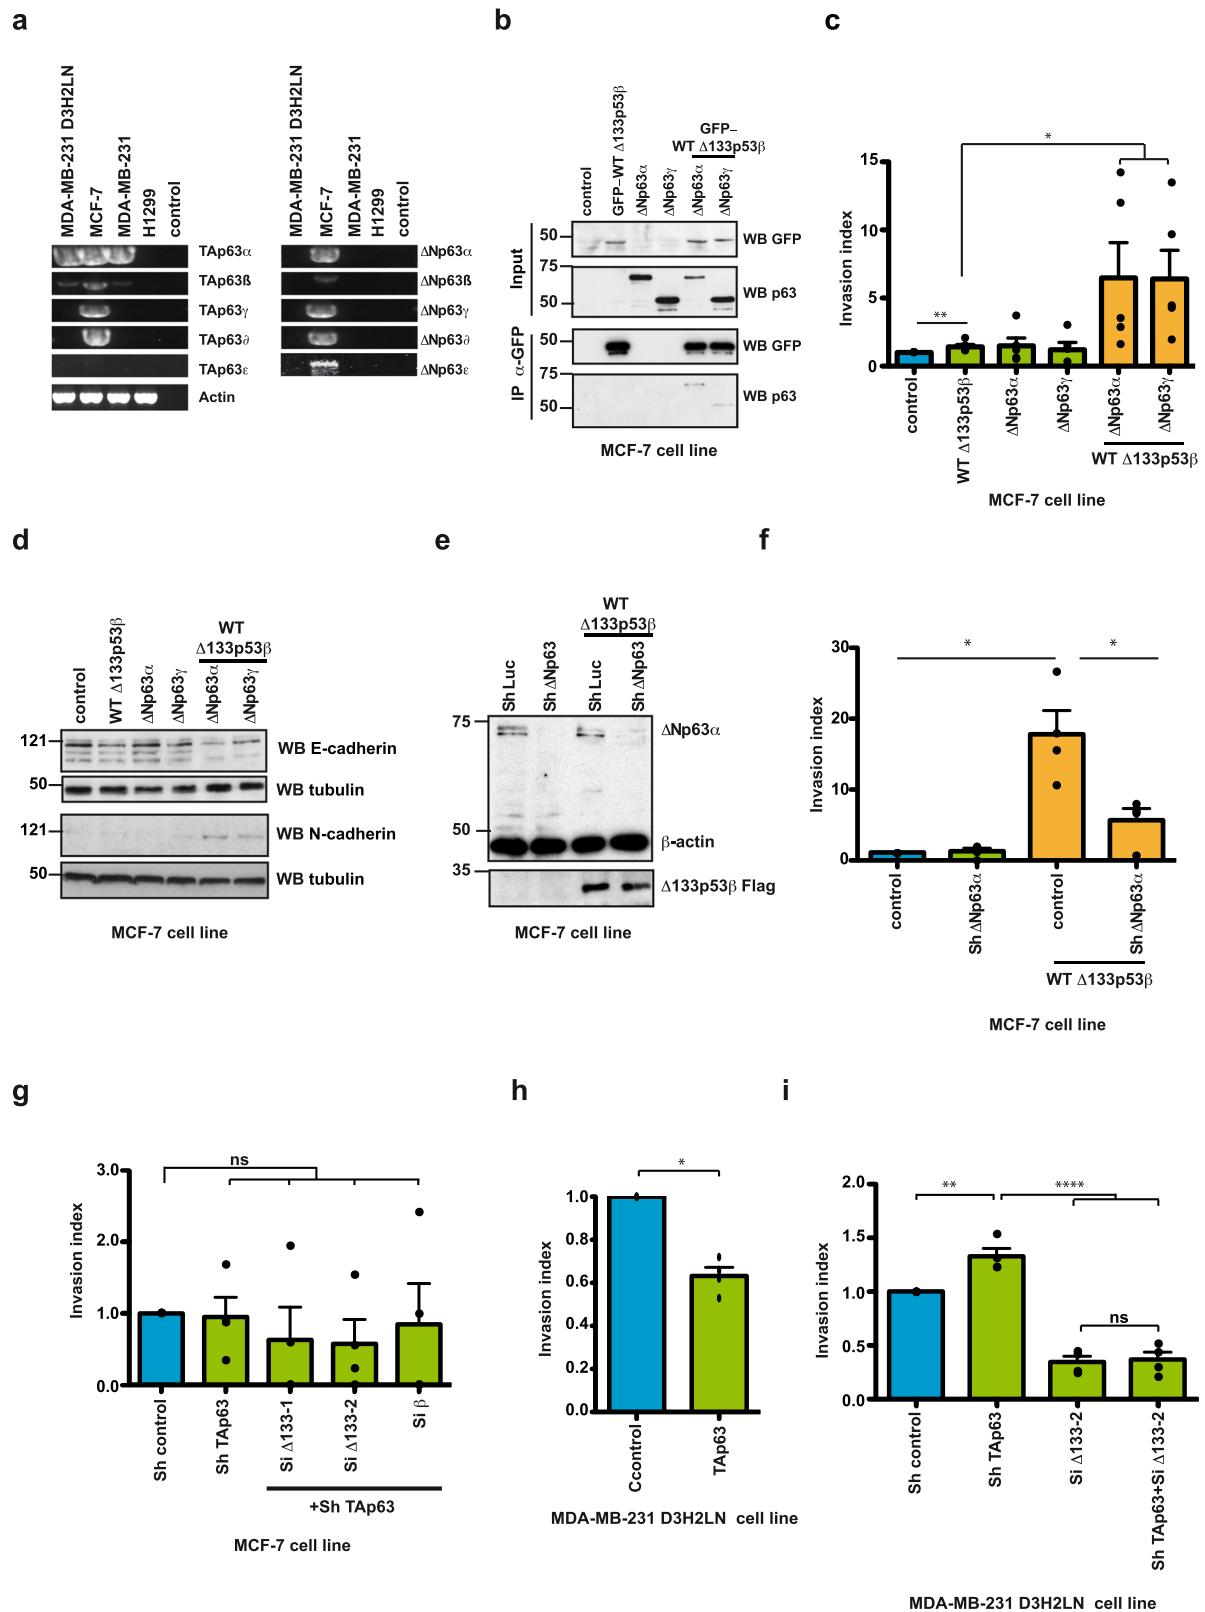 a
MDA-MB-231 D3H2LN
MCF-7
MDA-MB-231
H1299
control
TAp63α
TAp63ß
TAp63γ
TAp63∂
TAp63ε
Actin
MDA-MB-231 D3H2LN
MCF-7
MDA-MB-231
H1299
control
ΔNp63α
ΔNp63ß
ΔNp63γ
ΔNp63∂
ΔNp63ε
b
control
GFP–WT Δ133p53β
ΔNp63α
ΔNp63γ
GFP–
WT Δ133p53β
ΔNp63α
ΔNp63γ
Input
50
WB GFP
75
50
WB p63
IP α-GFP
50
WB GFP
75
50
WB p63
MCF-7 cell line
c
Invasion index
15
10
5
0
*
**
control
WT Δ133p53β
ΔNp63α
ΔNp63γ
ΔNp63α
ΔNp63γ
WT Δ133p53β
MCF-7 cell line
d
control
WT Δ133p53β
ΔNp63α
ΔNp63γ
WT
Δ133p53β
ΔNp63α
ΔNp63γ
121
WB E-cadherin
50
WB tubulin
121
WB N-cadherin
50
WB tubulin
MCF-7 cell line
e
WT
Δ133p53β
Sh Luc
Sh ΔNp63
Sh Luc
Sh ΔNp63
75
ΔNp63α
50
β-actin
35
Δ133p53β Flag
MCF-7 cell line
f
Invasion index
30
20
10
0
*
*
control
Sh ΔNp63α
control
Sh ΔNp63α
WT Δ133p53β
MCF-7 cell line
g
Invasion index
3.0
2.0
1.0
0.0
ns
Sh control
Sh TAp63
Si Δ133-1
Si Δ133-2
Si β
+Sh TAp63
MCF-7 cell line
h
Invasion index
1.0
0.8
0.6
0.4
0.2
0.0
*
Ccontrol
TAp63
MDA-MB-231 D3H2LN cell line
i
Invasion index
2.0
1.5
1.0
0.5
0.0
**
****
ns
Sh control
Sh TAp63
Si Δ133-2
Sh TAp63+Si Δ133-2
MDA-MB-231 D3H2LN cell line